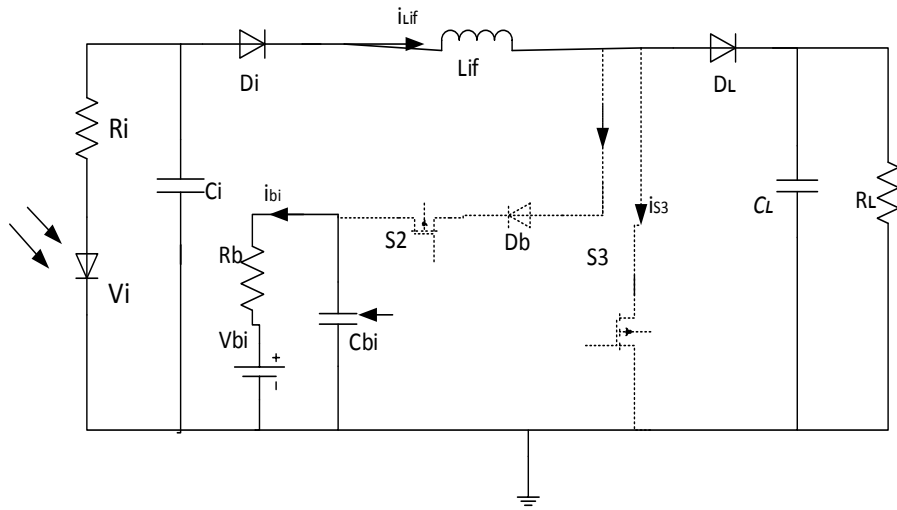 iLif
Lif
Di
DL
Ri
Ci
ibi
iS3
CL
RL
S2
Db
S3
Rb
Vi
Vbi
+
Cbi